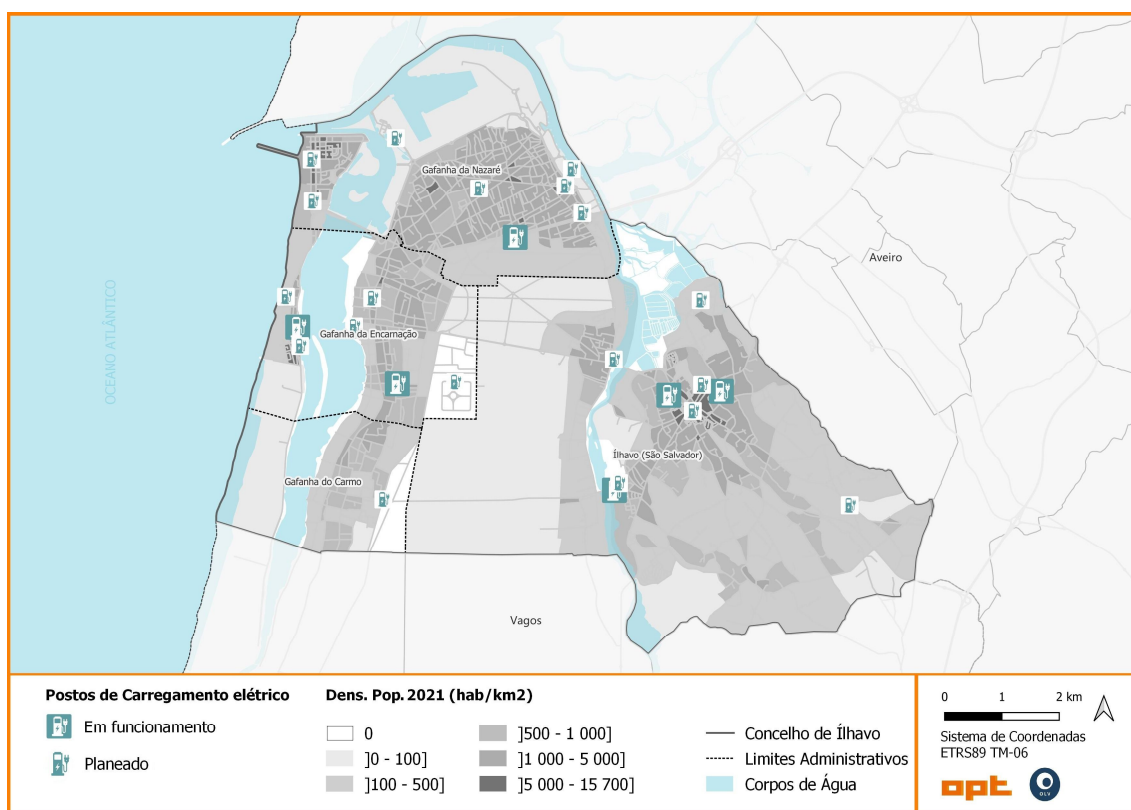 Gafanha da Nazaré
Aveiro
OCEANO ATLÂNTICO
Gafanha da Encarnação
Ílhavo (São Salvador)
Gafanha do Carmo
Vagos
Postos de Carregamento elétrico
Em funcionamento
Planeado
Dens. Pop. 2021 (hab/km2)
0
]0 - 100]
]100 - 500]
]500 - 1 000]
]1 000 - 5 000]
]5 000 - 15 700]
Concelho de Ílhavo
Limites Administrativos
Corpos de Água
0 1 2 km
Sistema de Coordenadas
ETRS89 TM-06
opt
OLV